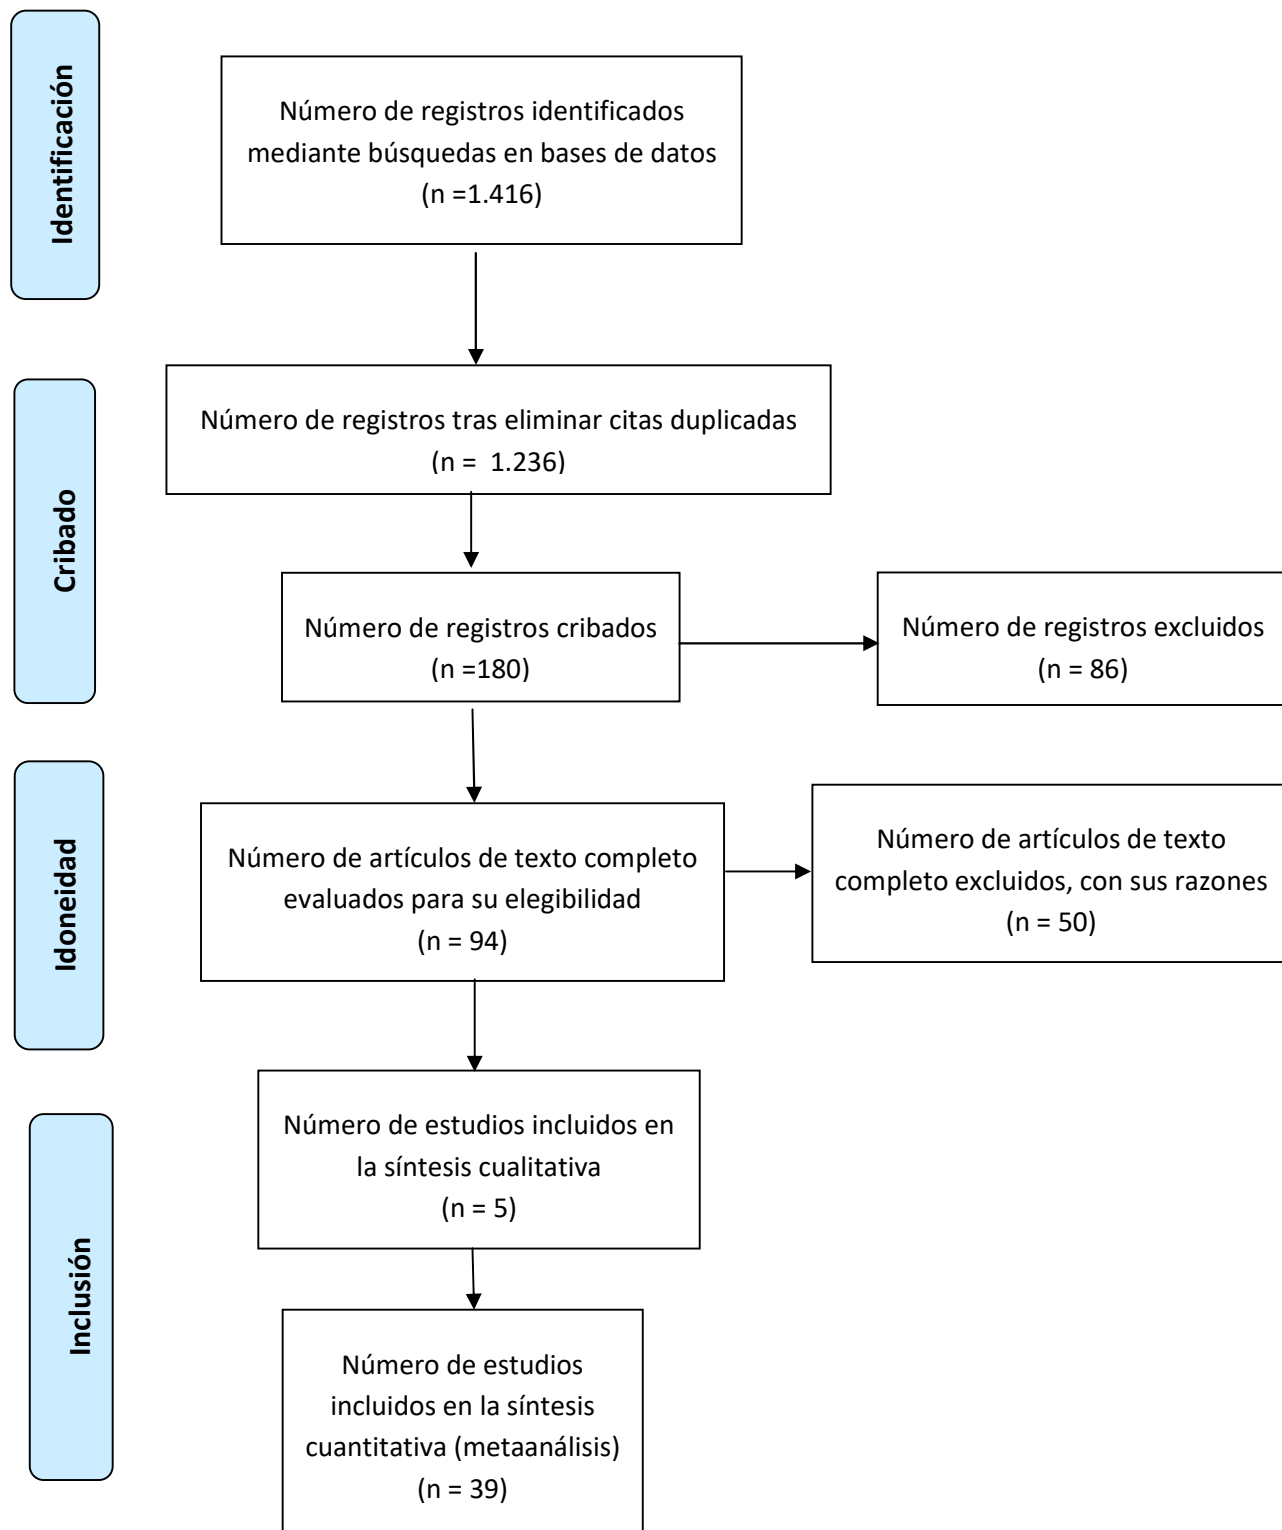 Identificación
Número de registros identificados
mediante búsquedas en bases de datos
(n =1.416)
Cribado
Número de registros tras eliminar citas duplicadas
(n =  1.236)
Número de registros cribados
(n =180)
Número de registros excluidos
(n = 86)
Idoneidad
Número de artículos de texto completo
evaluados para su elegibilidad
(n = 94)
Número de artículos de texto
completo excluidos, con sus razones
(n = 50)
Inclusión
Número de estudios incluidos en
la síntesis cualitativa
(n = 5)
Número de estudios
incluidos en la síntesis
cuantitativa (metaanálisis)
(n = 39)